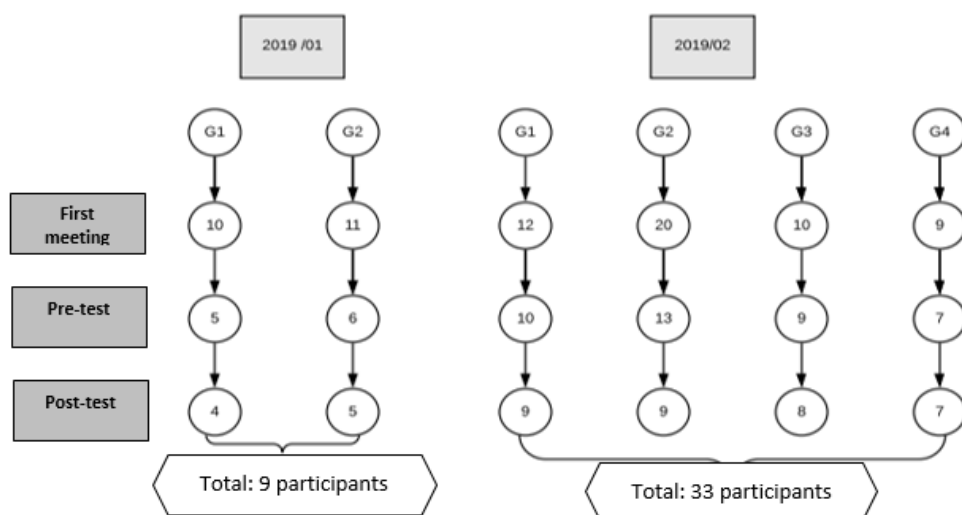 2019 /01
2019/02
G1
G2
G1
G2
G3
G4
First
meeting
10
11
12
20
10
9
Pre-test
5
6
10
13
9
7
Post-test
4
5
9
9
8
7
Total: 9 participants
Total: 33 participants